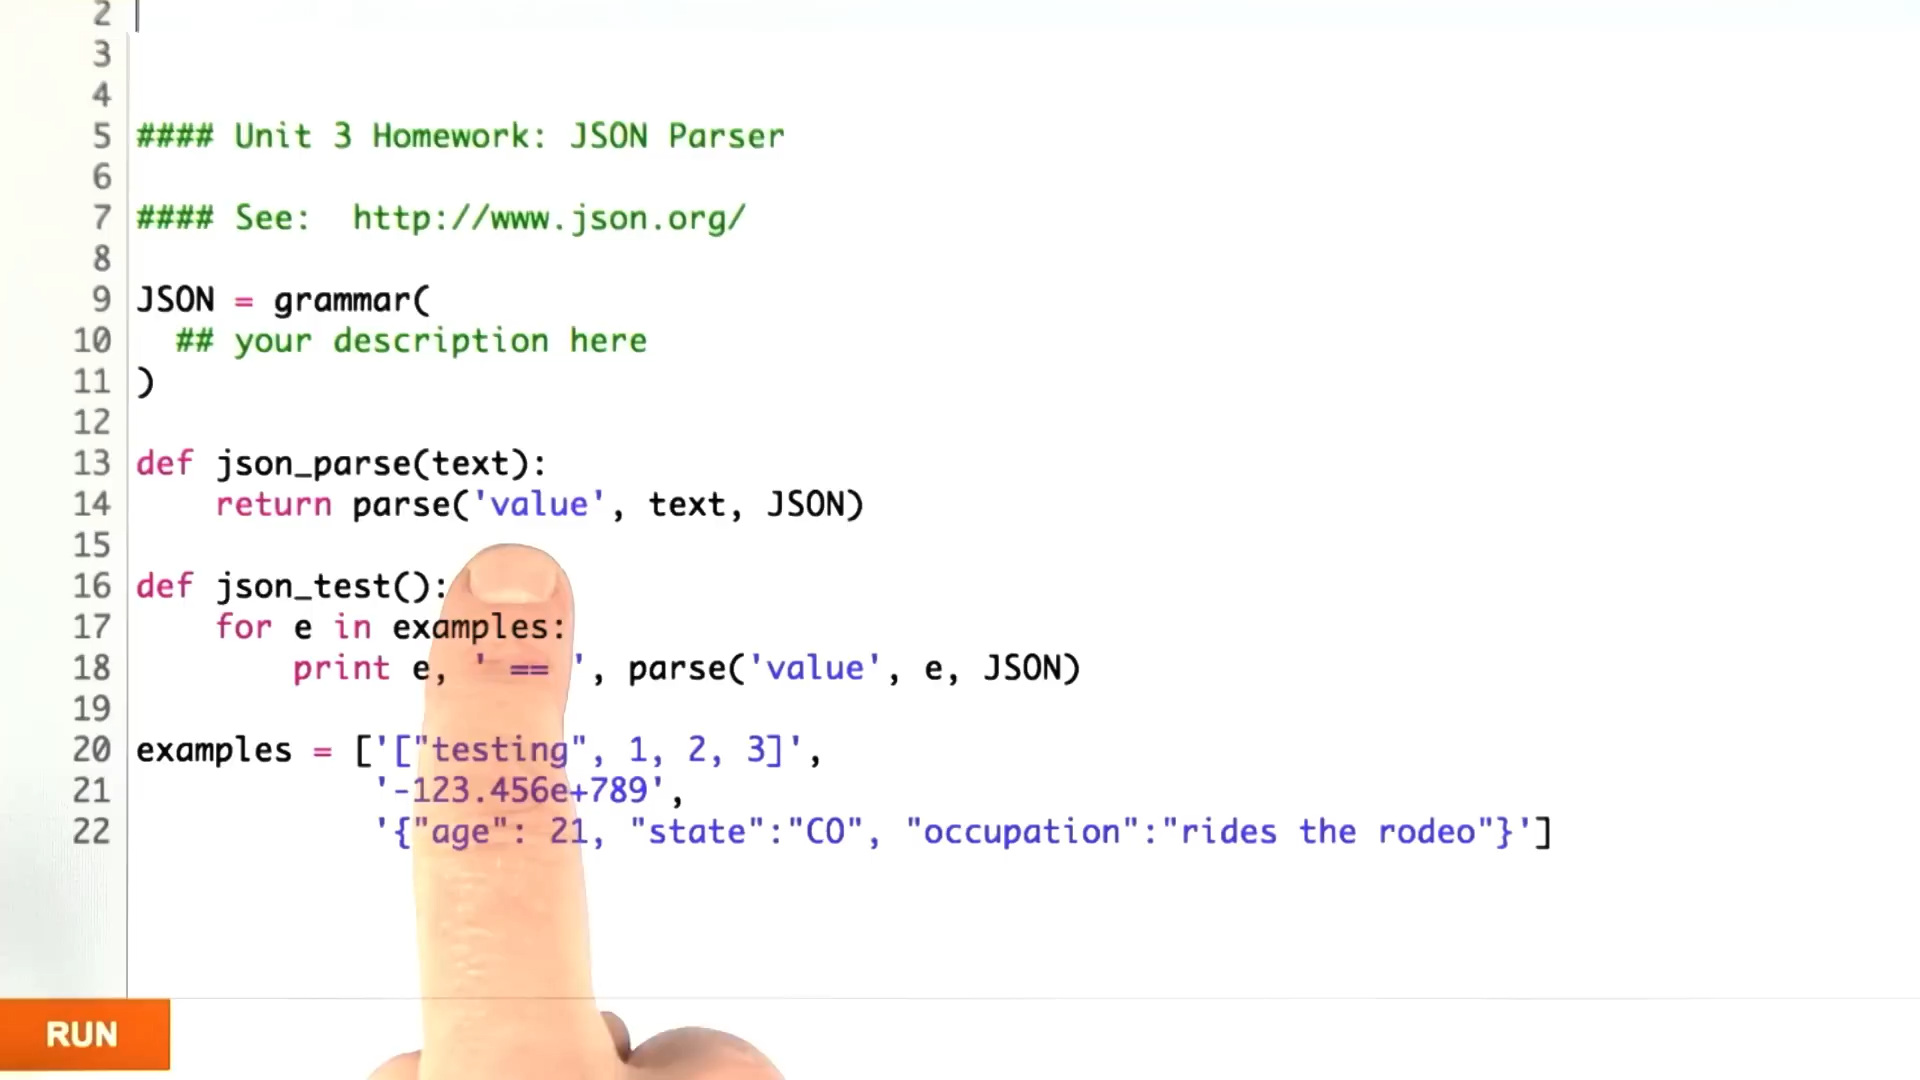 2
3
4
5 #### Unit 3 Homework: JSON Parser
6
7 #### See:  http://www.json.org/
8
9 JSON = grammar(
10   ## your description here
11 )
12
13 def json_parse(text):
14     return parse('value', text, JSON)
15
16 def json_test():
17     for e in examples:
18         print e, ' == ', parse('value', e, JSON)
19
20 examples = ['["testing", 1, 2, 3]',
21             '-123.456e+789',
22             '{"age": 21, "state":"CO", "occupation":"rides the rodeo"}']
RUN